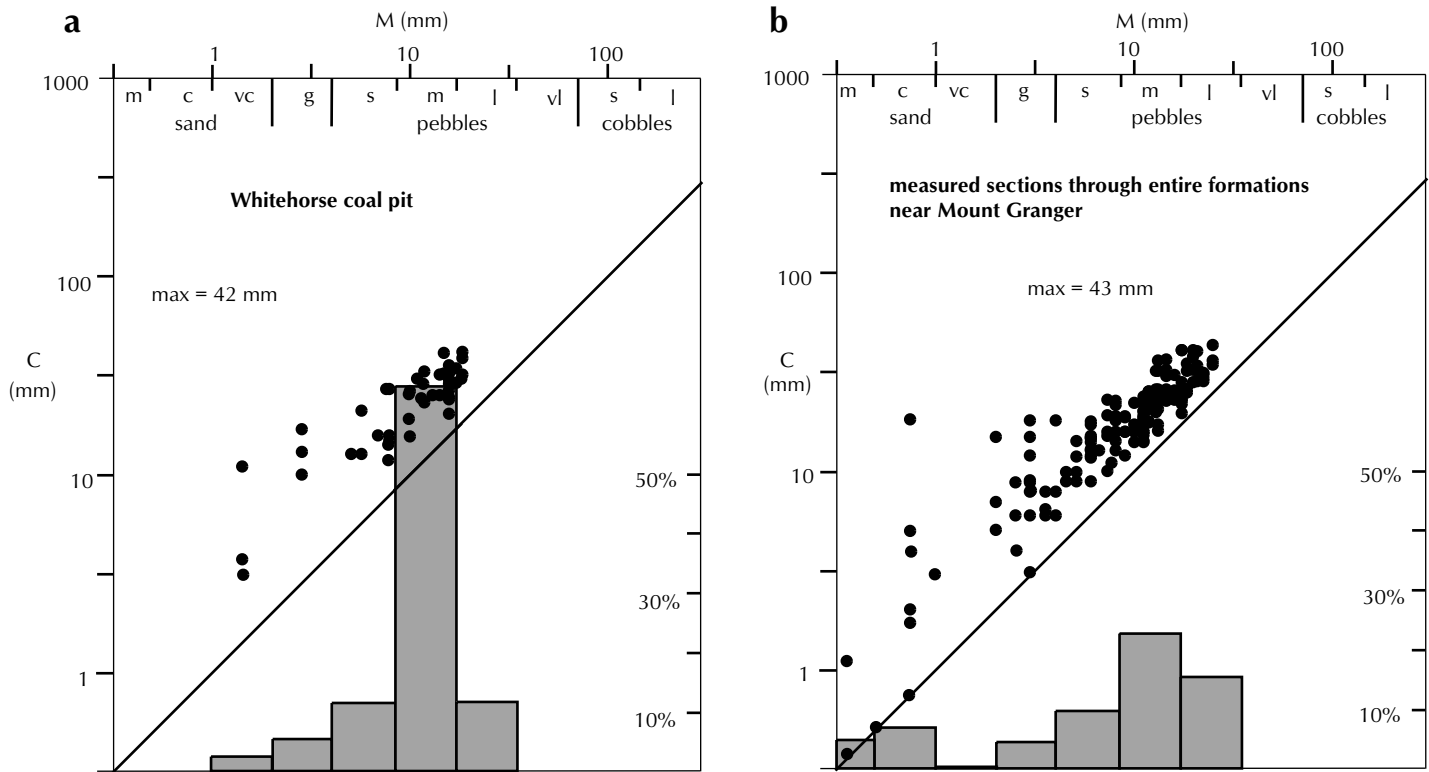 a
M (mm)
1 10 100
1000
m c vc g s m l vl s l
sand pebbles cobbles
Whitehorse coal pit
100
max = 42 mm
C
(mm)
10
50%
30%
1
10%
b
M (mm)
1 10 100
1000
m c vc g s m l vl s l
sand pebbles cobbles
measured sections through entire formations
near Mount Granger
100
max = 43 mm
C
(mm)
10
50%
30%
1
10%